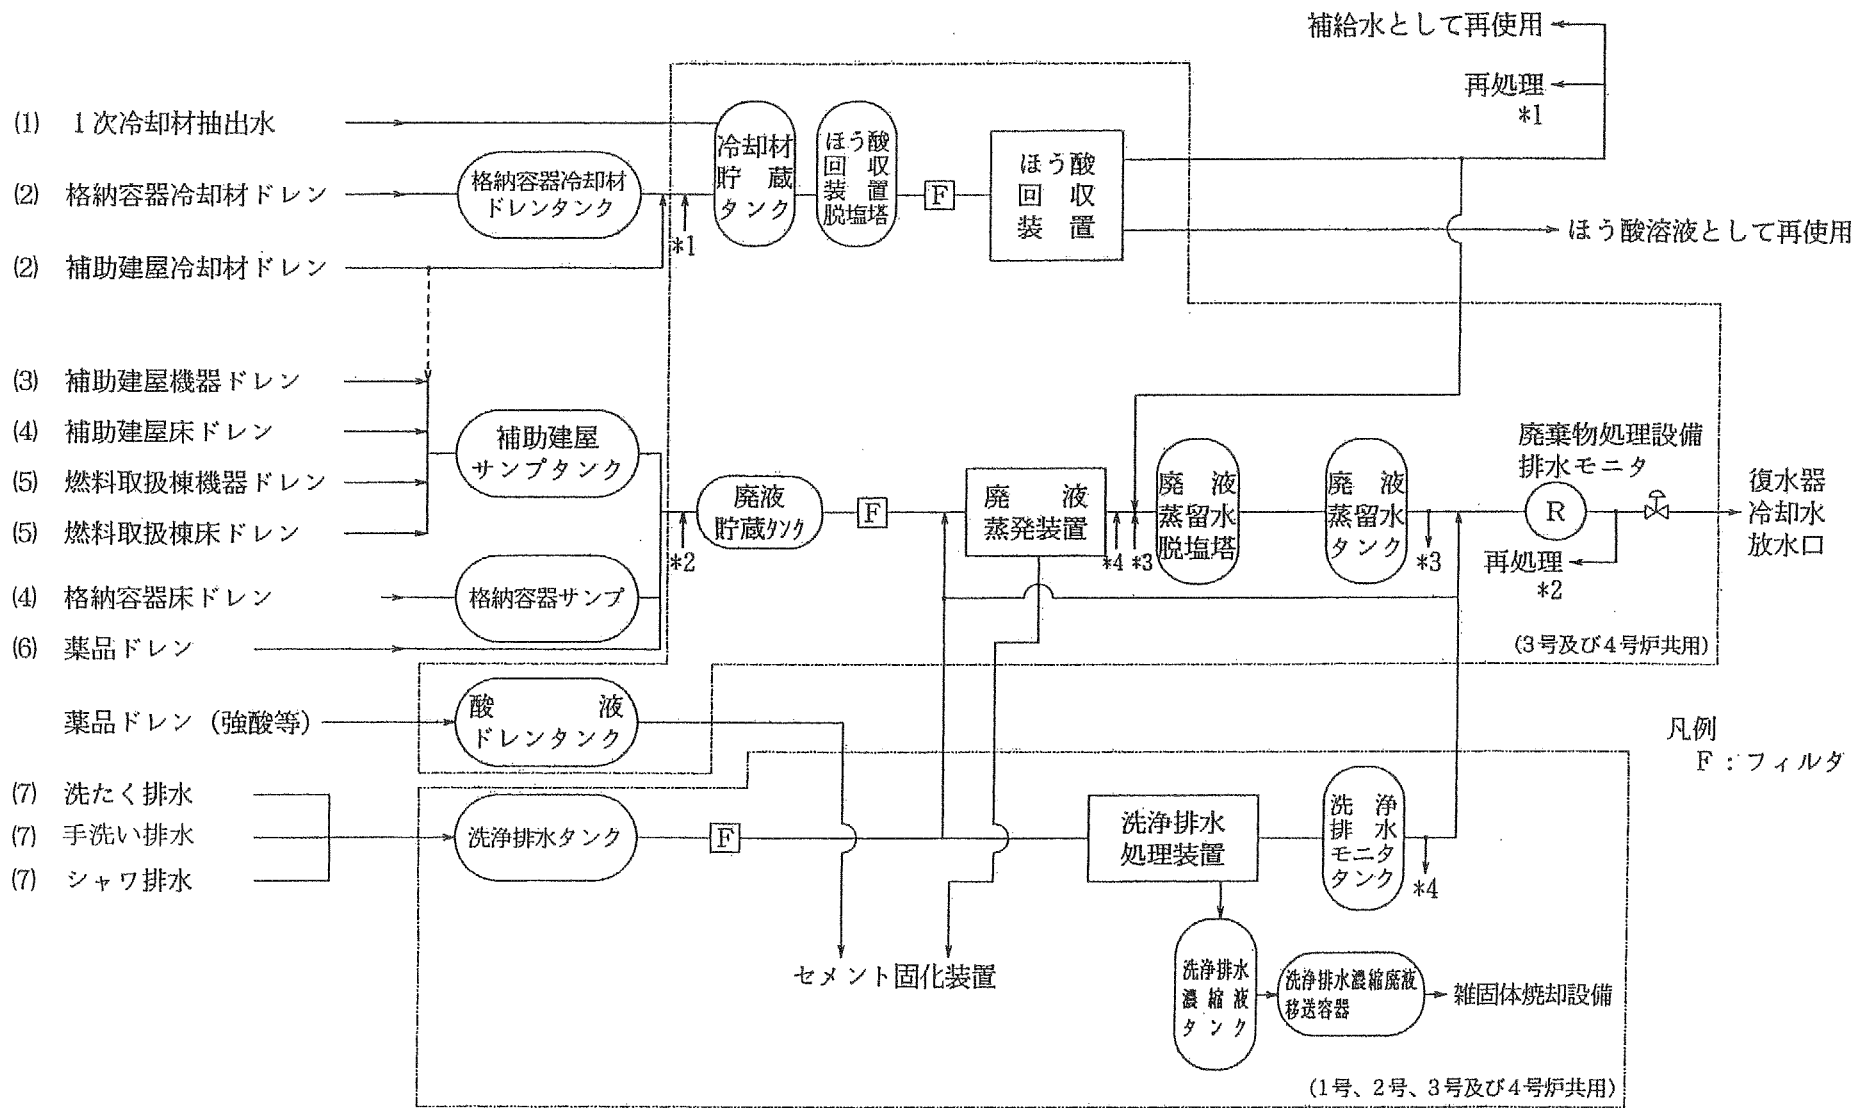 補給水として再使用
再処理
*1
(1) 1次冷却材抽出水
冷却材
貯蔵
タンク
ほう酸
回収
装置
脱塩塔
F
ほう酸
回収
装置
(2) 格納容器冷却材ドレン
格納容器冷却材
ドレンタンク
*1
ほう酸溶液として再使用
(2) 補助建屋冷却材ドレン
(3) 補助建屋機器ドレン
(4) 補助建屋床ドレン
(5) 燃料取扱棟機器ドレン
(5) 燃料取扱棟床ドレン
補助建屋
サンプタンク
*2
廃液
貯蔵タンク
F
廃液
蒸発装置
*4
*3
廃液
蒸留水
脱塩塔
廃液
蒸留水
タンク
*3
廃棄物処理設備
排水モニタ
R
再処理
*2
復水器
冷却水
放水口
(4) 格納容器床ドレン
格納容器サンプ
(6) 薬品ドレン
(3号及び4号炉共用)
薬品ドレン (強酸等)
酸液
ドレンタンク
凡例
F:フィルタ
(7) 洗たく排水
(7) 手洗い排水
(7) シャワ排水
洗浄排水タンク
F
洗浄排水
処理装置
洗浄
排水
モニタ
タンク
*4
セメント固化装置
洗浄排水
濃縮液
タンク
洗浄排水濃縮廃液
移送容器
雑固体焼却設備
(1号、2号、3号及び4号炉共用)